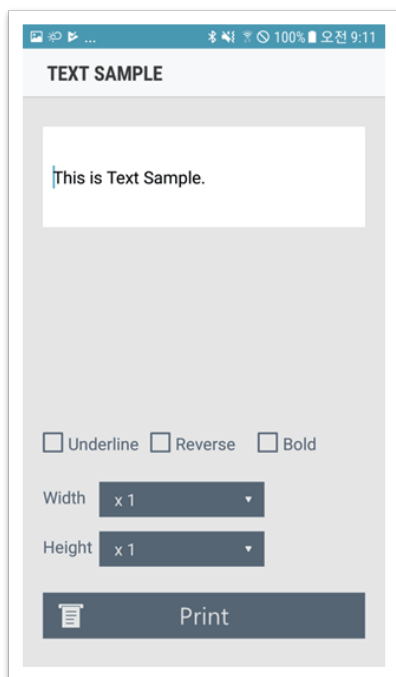 ... 100% 오전 9:11
TEXT SAMPLE
This is Text Sample.
Underline Reverse Bold
Width x 1
Height x 1
Print